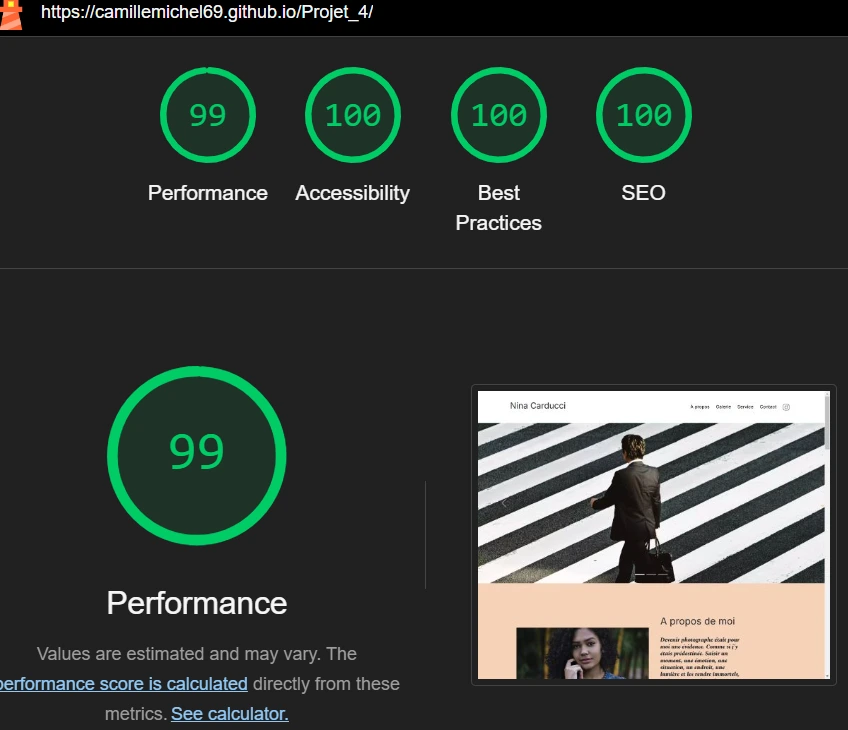 https://camillemichel69.github.io/Projet_4/
99 100 100 100
Performance Accessibility Best Practices SEO
99
Performance
Values are estimated and may vary. The
performance score is calculated directly from these
metrics. See calculator.
Nina Carducci
A propos Galerie Service Contact
A propos de moi
Devenir photographe était pour
moi une évidence. Comme si j'y
étais prédestinée. Saisir un
moment, une émotion, une
situation, un endroit, une
lumière et les rendre immortels,